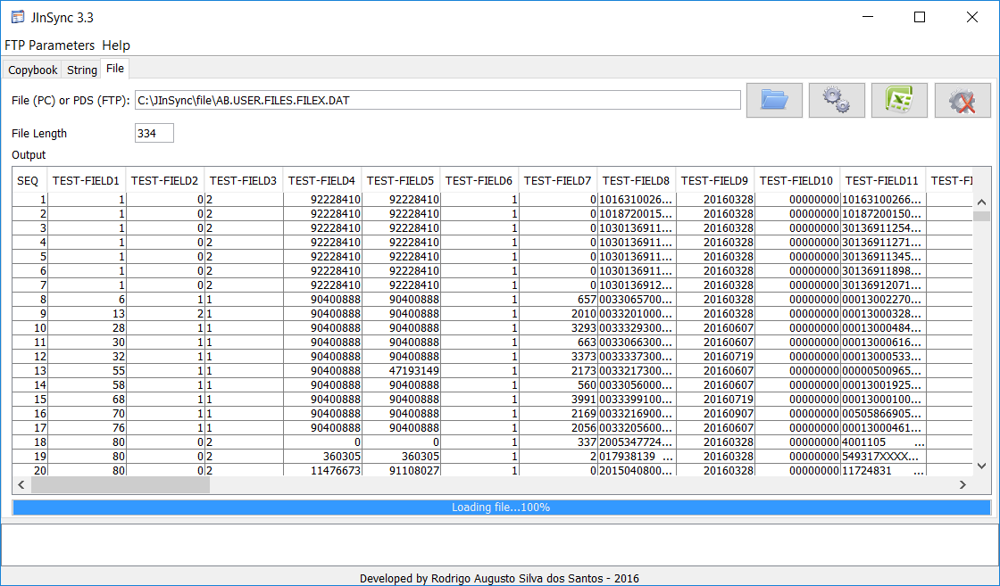 JInSync 3.3
FTP Parameters Help
Copybook String File
File (PC) or PDS (FTP): C:\JInSync\file\AB.USER.FILES.FILEX.DAT
File Length 334
Output
SEQ TEST-FIELD1 TEST-FIELD2 TEST-FIELD3 TEST-FIELD4 TEST-FIELD5 TEST-FIELD6 TEST-FIELD7 TEST-FIELD8 TEST-FIELD9 TEST-FIELD10 TEST-FIELD11 TEST-FI
1 1 0 2 92228410 92228410 1 0 1016310026... 20160328 00000000 10163100266...
2 1 0 2 92228410 92228410 1 0 1018720015... 20160328 00000000 10187200150...
3 1 0 2 92228410 92228410 1 0 1030136911... 20160328 00000000 30136911254...
4 1 0 2 92228410 92228410 1 0 1030136911... 20160328 00000000 30136911271...
5 1 0 2 92228410 92228410 1 0 1030136911... 20160328 00000000 30136911345...
6 1 0 2 92228410 92228410 1 0 1030136911... 20160328 00000000 30136911898...
7 1 0 2 92228410 92228410 1 0 1030136912... 20160328 00000000 30136912071...
8 6 1 1 90400888 90400888 1 657 0033065700... 20160328 00000000 00013002270...
9 13 2 1 90400888 90400888 1 2010 0033201000... 20160328 00000000 00013000328...
10 28 1 1 90400888 90400888 1 3293 0033329300... 20160607 00000000 00013000484...
11 30 1 1 90400888 90400888 1 663 0033066300... 20160607 00000000 00013000616...
12 32 1 1 90400888 90400888 1 3373 0033337300... 20160719 00000000 00013000533...
13 55 1 1 90400888 47193149 1 2173 0033217300... 20160607 00000000 00000500965...
14 58 1 1 90400888 90400888 1 560 0033056000... 20160607 00000000 00013001925...
15 68 1 1 90400888 90400888 1 3991 0033399100... 20160719 00000000 00013000100...
16 70 1 1 90400888 90400888 1 2169 0033216900... 20160907 00000000 00505866905...
17 76 1 1 90400888 90400888 1 2056 0033205600... 20160607 00000000 00013000461...
18 80 0 2 0 0 1 337 2005347724... 20160328 00000000 4001105 ...
19 80 0 2 360305 360305 1 2 017938139 ... 20160328 00000000 549317XXXX...
20 80 0 2 11476673 91108027 1 0 2015040800... 20160328 00000000 11724831 ...
Loading file...100%
Developed by Rodrigo Augusto Silva dos Santos - 2016